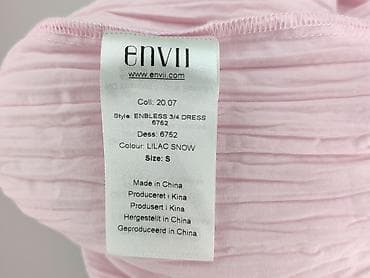 envii
www.envii.com
Coll: 20.07
Style: ENBLESS 3/4 DRESS
6752
Dess: 6752
Colour: LILAC SNOW
Size: S
Made in China
Produceret i Kina
Produsert i Kina
Hergestellt in China
Geproduceerd in China